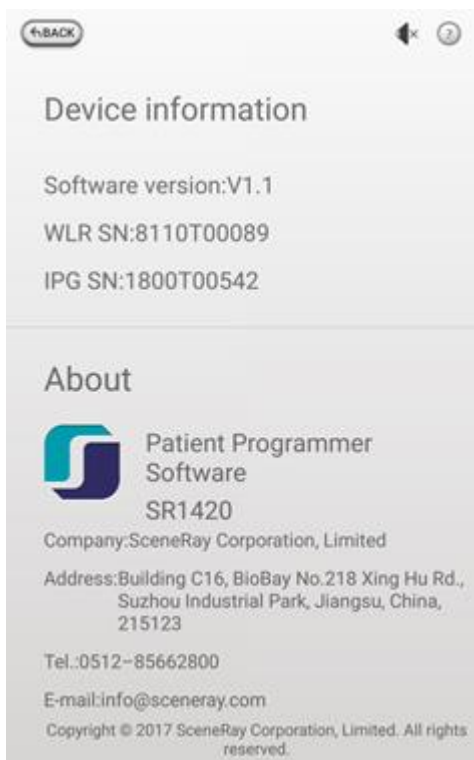 BACK
?
Device information
Software version:V1.1
WLR SN:8110T00089
IPG SN:1800T00542
About
Patient Programmer
Software
SR1420
Company:SceneRay Corporation, Limited
Address:Building C16, BioBay No.218 Xing Hu Rd.,
Suzhou Industrial Park, Jiangsu, China,
215123
Tel.:0512–85662800
E-mail:info@sceneray.com
Copyright © 2017 SceneRay Corporation, Limited. All rights
reserved.